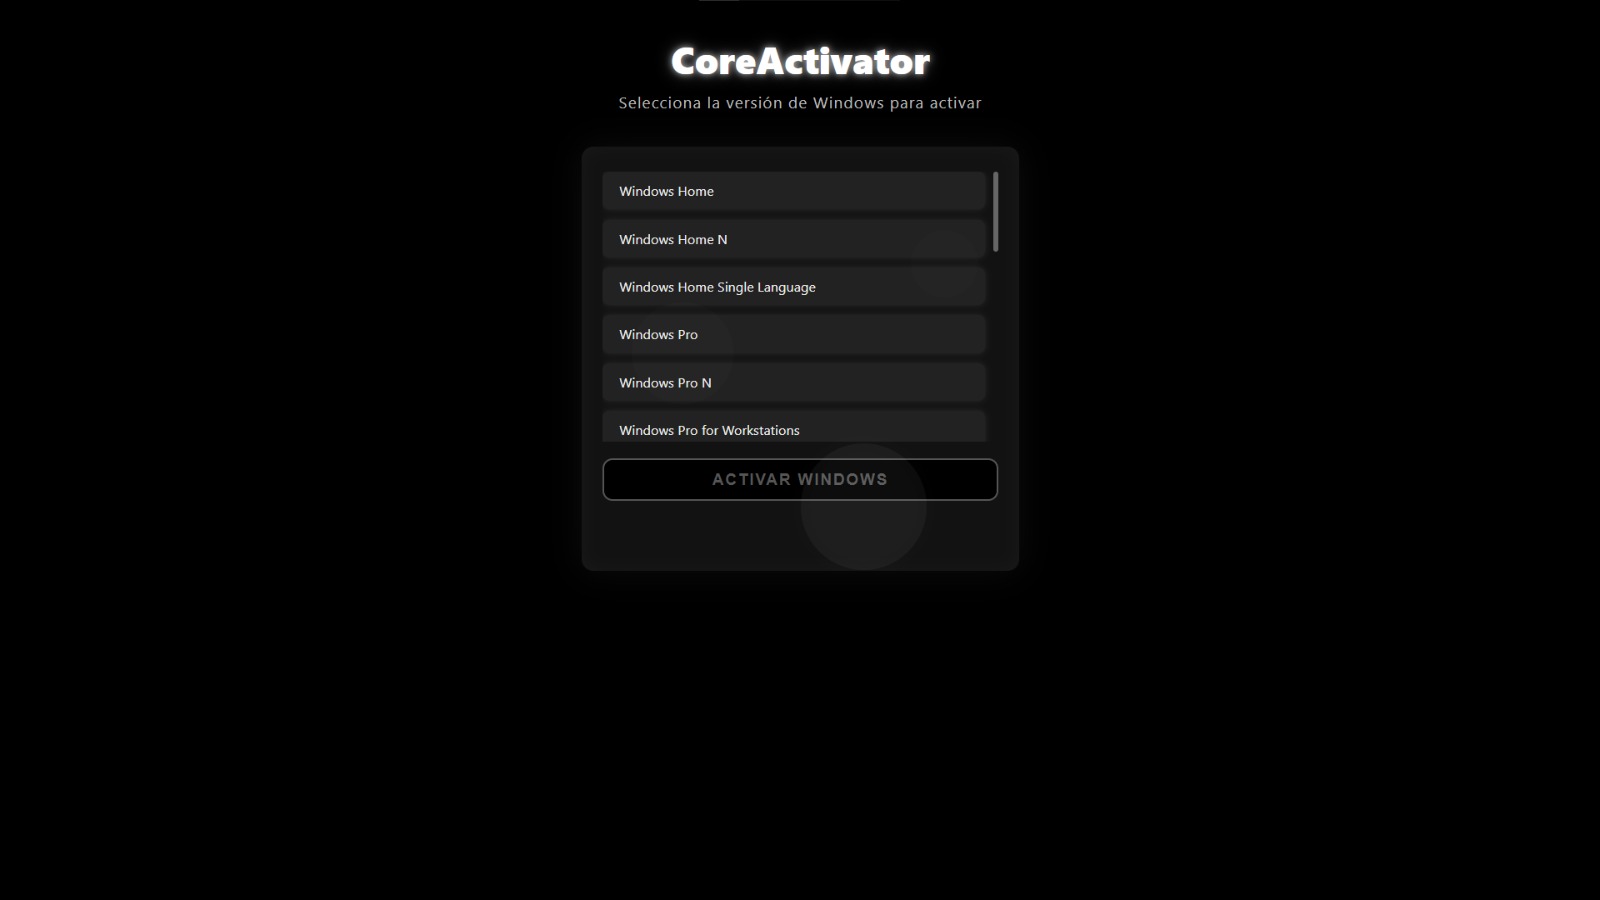 CoreActivator
Selecciona la versión de Windows para activar
Windows Home
Windows Home N
Windows Home Single Language
Windows Pro
Windows Pro N
Windows Pro for Workstations
ACTIVAR WINDOWS